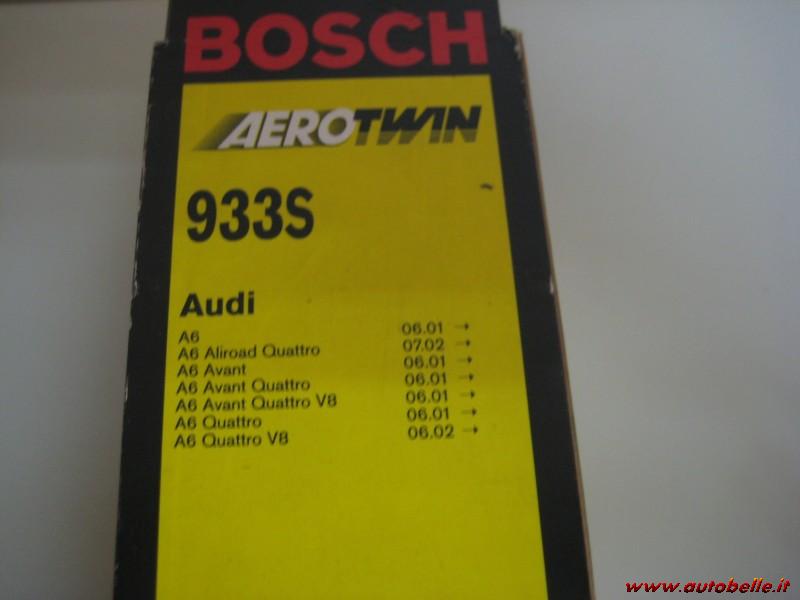 BOSCH
AEROTWIN
933S
Audi
A6 06.01 →
A6 Allroad Quattro 07.02 →
A6 Avant 06.01 →
A6 Avant Quattro 06.01 →
A6 Avant Quattro V8 06.01 →
A6 Quattro 06.01 →
A6 Quattro V8 06.02 →
www.autobelle.it